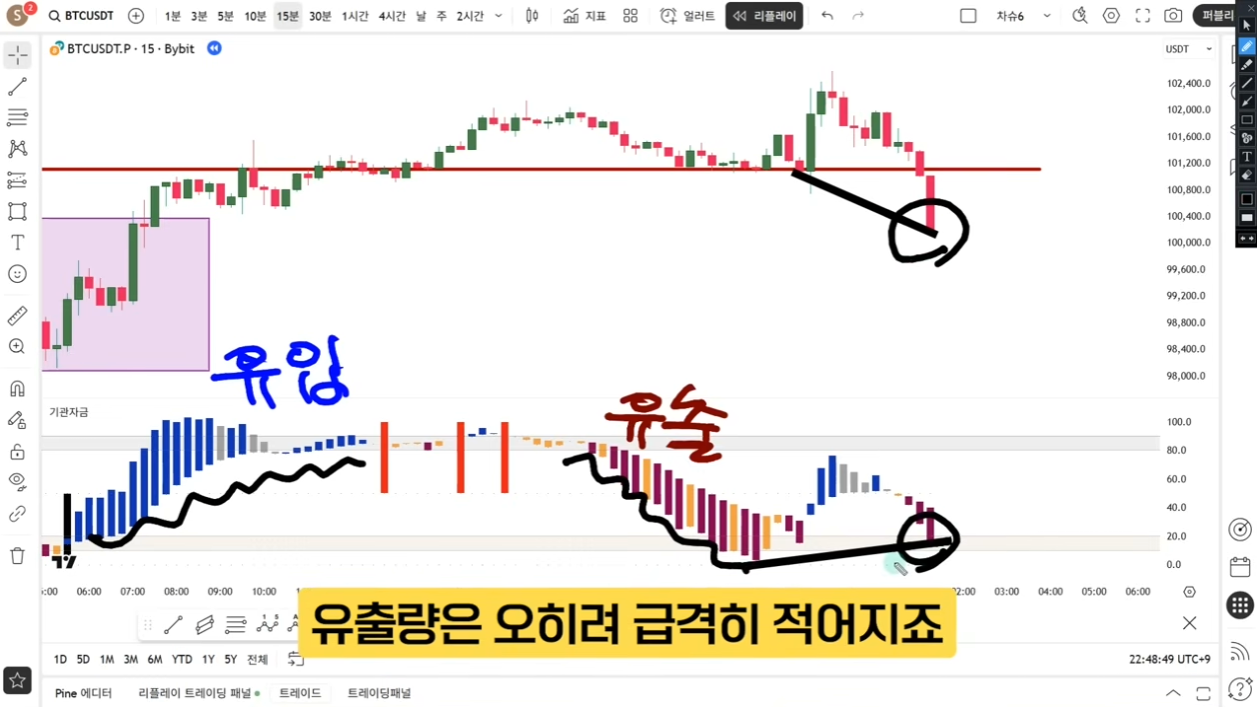 S 2 BTCUSDT 1분 3분 5분 10분 15분 30분 1시간 4시간 날 주 2시간 지표 얼러트 리플레이 차슈6 퍼블리
BTCUSDT.P · 15 · Bybit
USDT
102,400.0
102,000.0
101,600.0
101,200.0
100,800.0
100,400.0
100,000.0
99,600.0
99,200.0
98,800.0
98,400.0
98,000.0
유입
유출
기관자금
100.0
80.0
60.0
40.0
20.0
0.0
06:00 07:00 08:00 09:00 10:00 02:00 03:00 04:00 05:00 06:00
유출량은 오히려 급격히 적어지죠
1D 5D 1M 3M 6M YTD 1Y 5Y 전체
22:48:49 UTC+9
Pine 에디터 리플레이 트레이딩 패널 트레이드 트레이딩패널